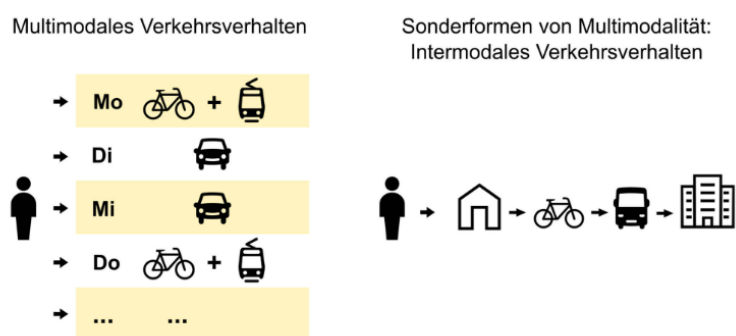 Multimodales Verkehrsverhalten
Sonderformen von Multimodalität:
Intermodales Verkehrsverhalten
Mo +
Di
Mi
Do +
... ...